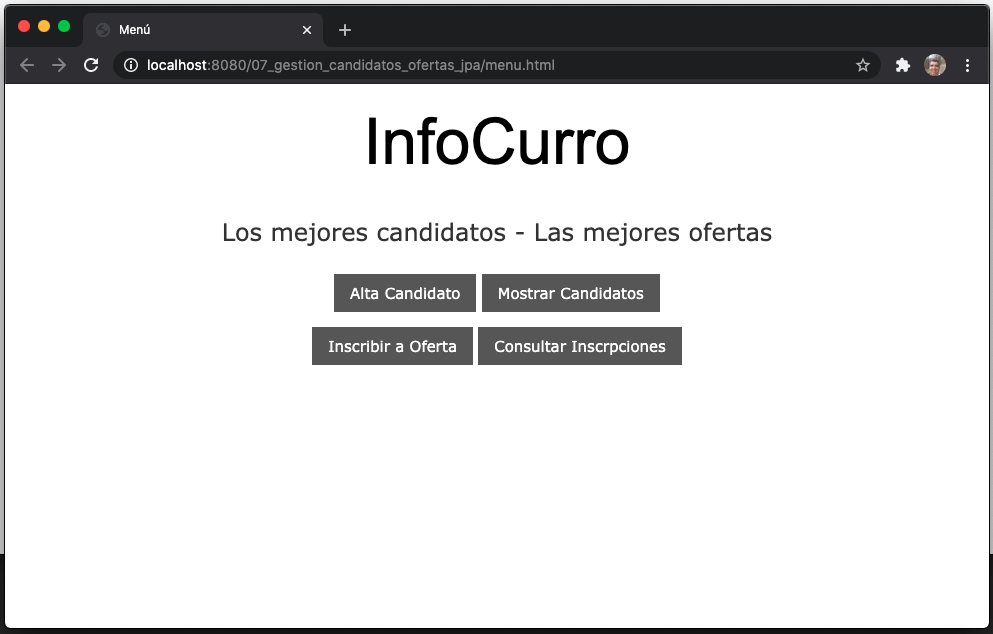 Menú
localhost:8080/07_gestion_candidatos_ofertas_jpa/menu.html
InfoCurro
Los mejores candidatos - Las mejores ofertas
Alta Candidato Mostrar Candidatos
Inscribir a Oferta Consultar Inscrpciones